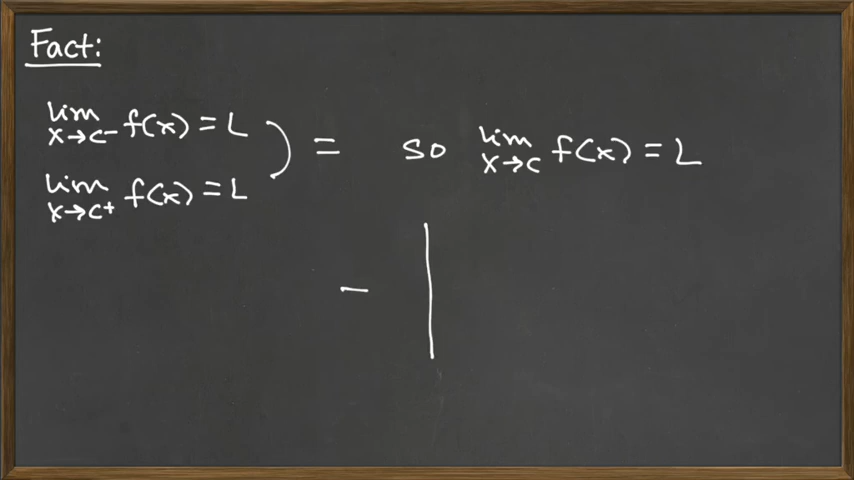 Fact:
lim x→c⁻ f(x) = L
lim x→c⁺ f(x) = L
) = so lim x→c f(x) = L